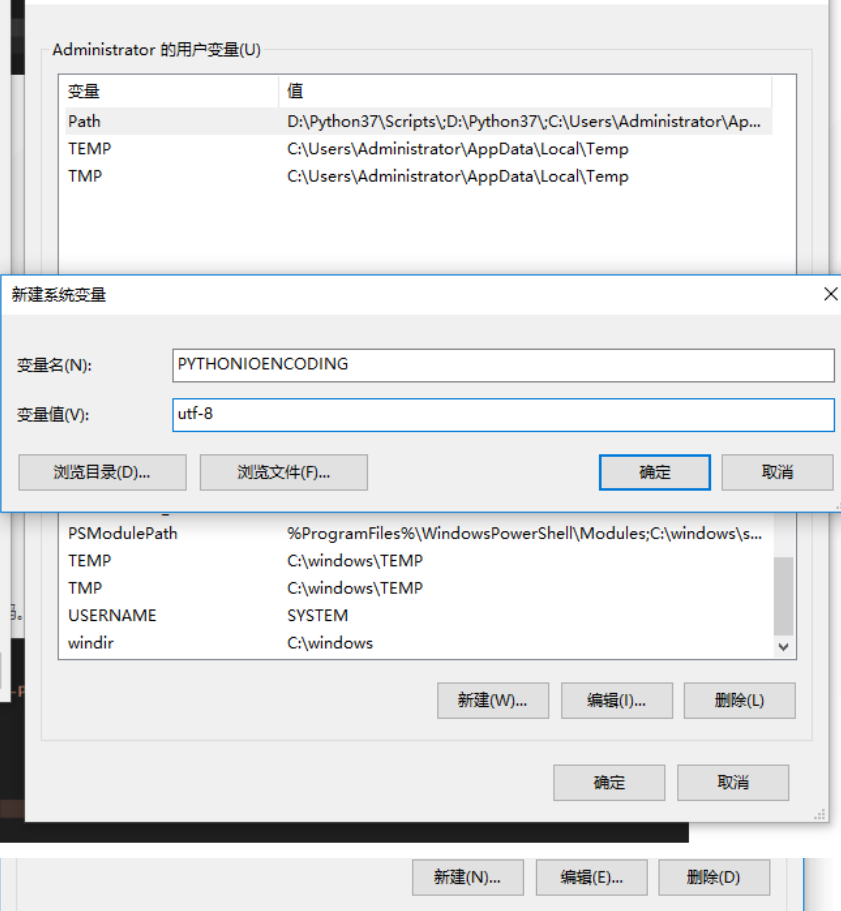 Administrator 的用户变量(U)
变量 值
Path D:\Python37\Scripts\;D:\Python37\;C:\Users\Administrator\Ap...
TEMP C:\Users\Administrator\AppData\Local\Temp
TMP C:\Users\Administrator\AppData\Local\Temp
新建系统变量
变量名(N): PYTHONIOENCODING
变量值(V): utf-8
浏览目录(D)... 浏览文件(F)... 确定 取消
PSModulePath %ProgramFiles%\WindowsPowerShell\Modules;C:\windows\s...
TEMP C:\windows\TEMP
TMP C:\windows\TEMP
USERNAME SYSTEM
windir C:\windows
新建(W)... 编辑(I)... 删除(L)
确定 取消
新建(N)... 编辑(E)... 删除(D)